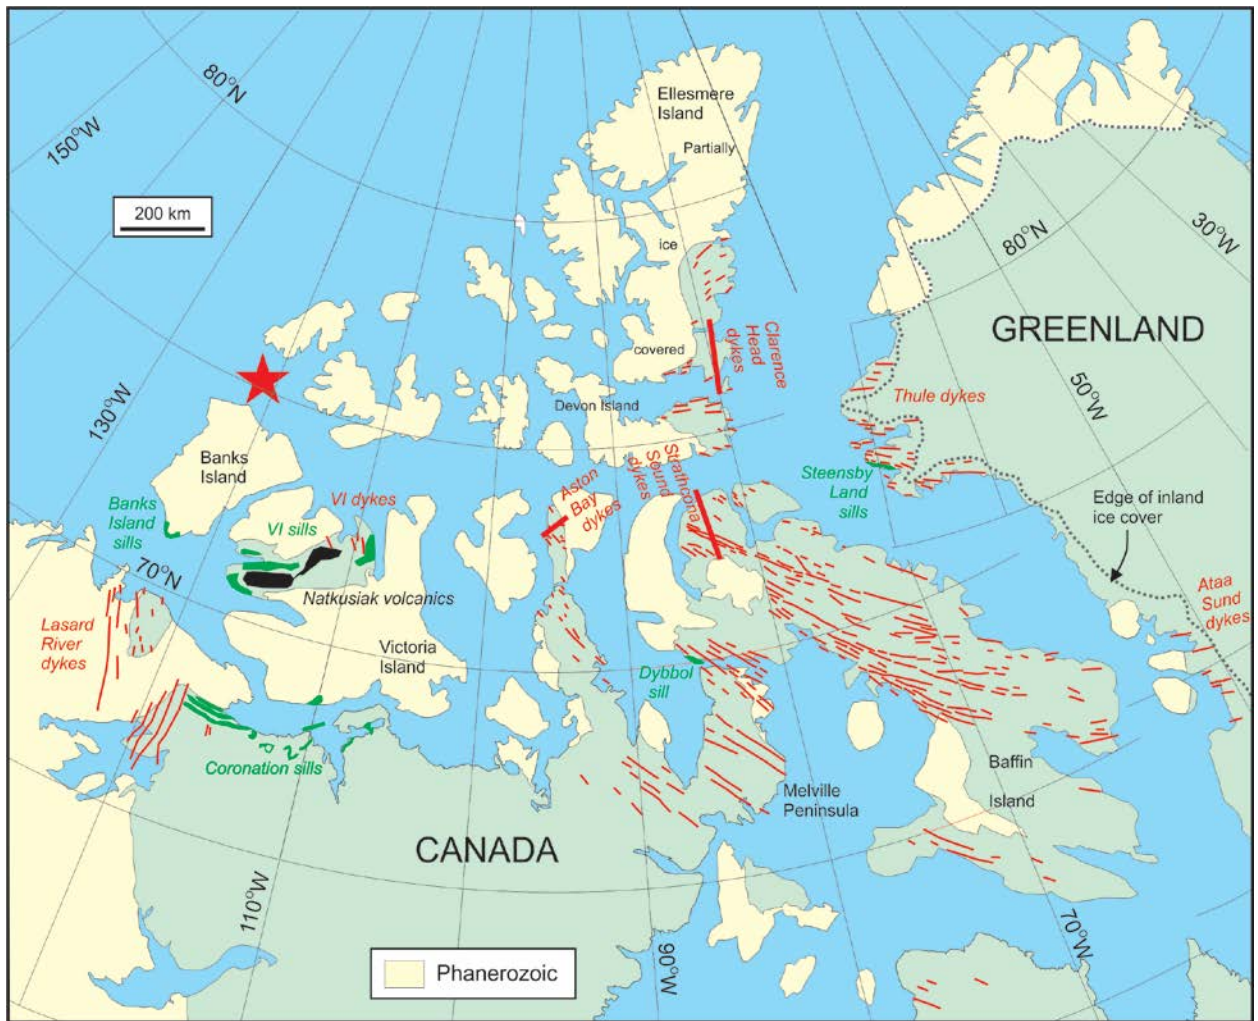 80°N
150°W
200 km
130°W
Ellesmere
Island
Partially
ice
covered
Devon Island
Clarence
Head
dykes
80°N
30°W
GREENLAND
50°W
Thule dykes
Steensby
Land
sills
Edge of inland
ice cover
Ataa
Sund
dykes
Banks
Island
Banks
Island
sills
VI sills
VI dykes
Aston
Bay
dykes
Strathcona
Sound
dykes
70°N
Natkusiak volcanics
Lasard
River
dykes
Victoria
Island
Dybbol
sill
Coronation sills
Melville
Peninsula
Baffin
Island
CANADA
110°W
90°W
70°W
Phanerozoic